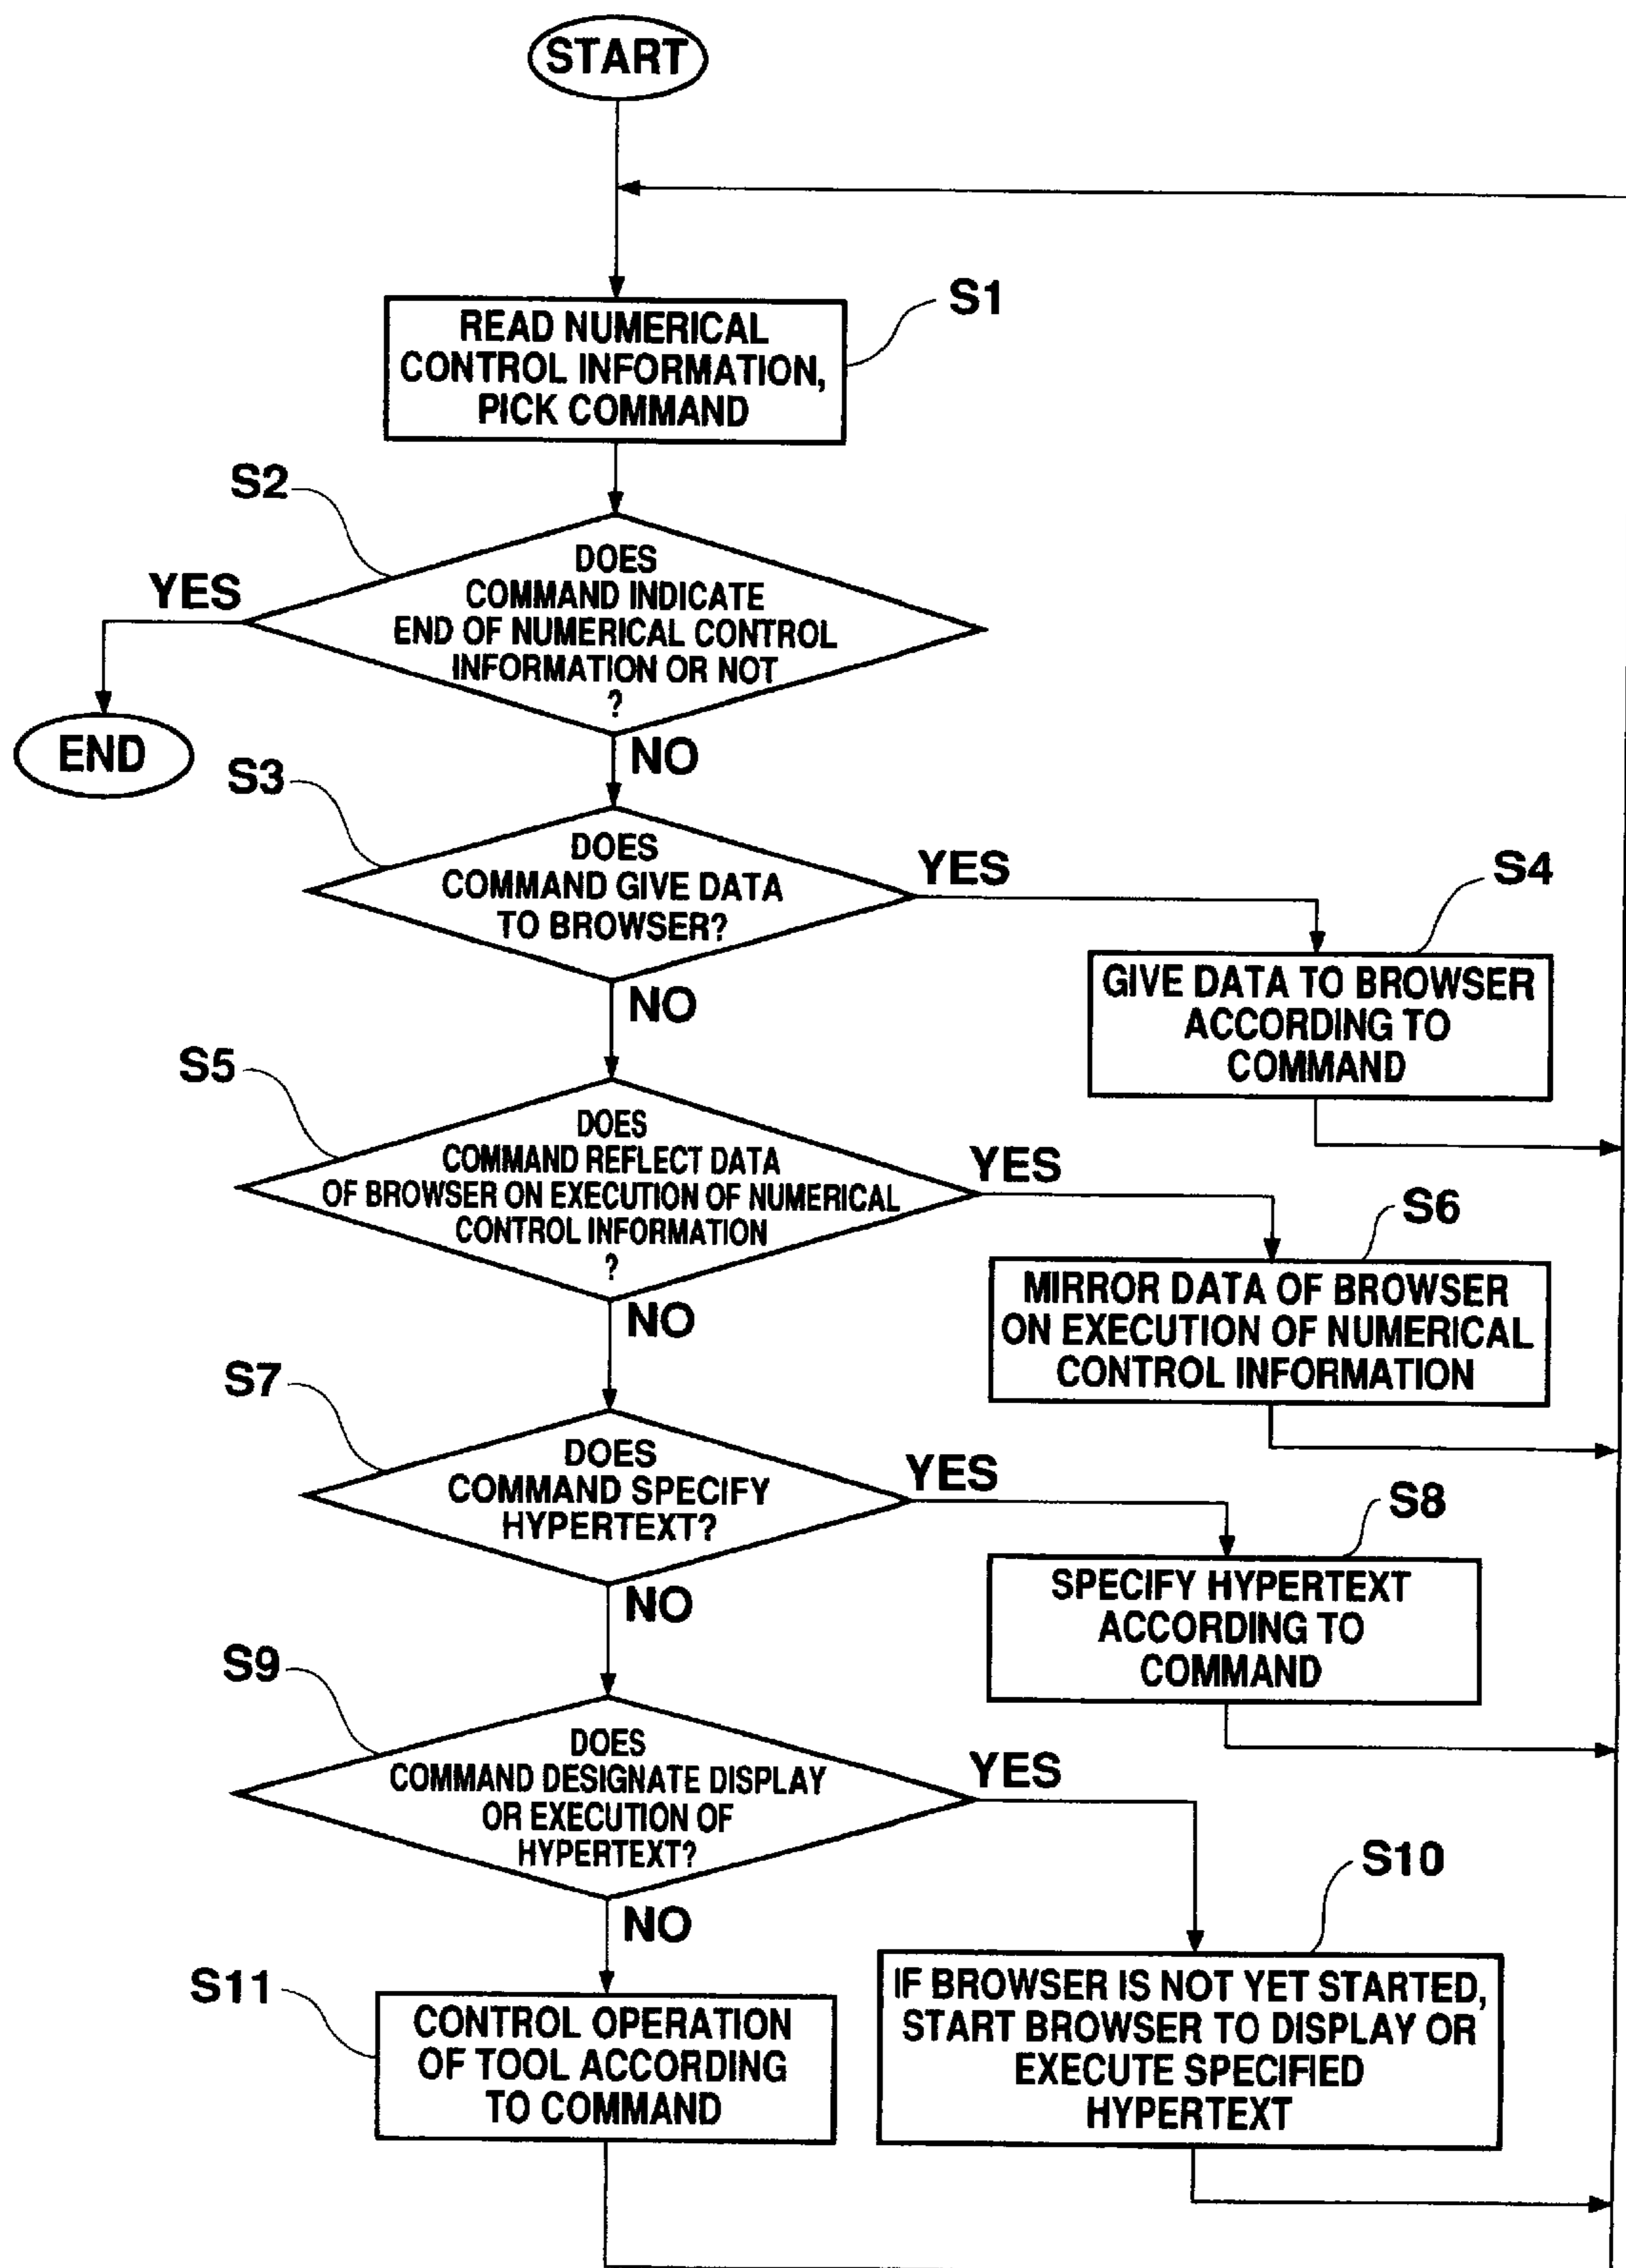 START
S1
READ NUMERICAL
CONTROL INFORMATION,
PICK COMMAND
S2
DOES
COMMAND INDICATE
END OF NUMERICAL CONTROL
INFORMATION OR NOT
?
YES
END
NO
S3
DOES
COMMAND GIVE DATA
TO BROWSER?
YES
S4
GIVE DATA TO BROWSER
ACCORDING TO
COMMAND
NO
S5
DOES
COMMAND REFLECT DATA
OF BROWSER ON EXECUTION OF NUMERICAL
CONTROL INFORMATION
?
YES
S6
MIRROR DATA OF BROWSER
ON EXECUTION OF NUMERICAL
CONTROL INFORMATION
NO
S7
DOES
COMMAND SPECIFY
HYPERTEXT?
YES
S8
SPECIFY HYPERTEXT
ACCORDING TO
COMMAND
NO
S9
DOES
COMMAND DESIGNATE DISPLAY
OR EXECUTION OF
HYPERTEXT?
YES
S10
IF BROWSER IS NOT YET STARTED,
START BROWSER TO DISPLAY OR
EXECUTE SPECIFIED
HYPERTEXT
NO
S11
CONTROL OPERATION
OF TOOL ACCORDING
TO COMMAND